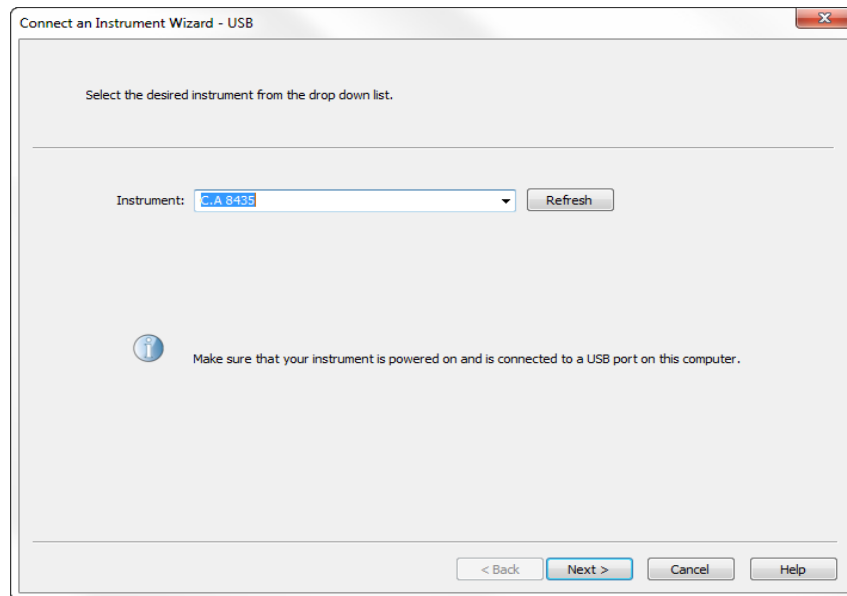 Connect an Instrument Wizard - USB
Select the desired instrument from the drop down list.
Instrument: C.A 8435 Refresh
Make sure that your instrument is powered on and is connected to a USB port on this computer.
< Back Next > Cancel Help